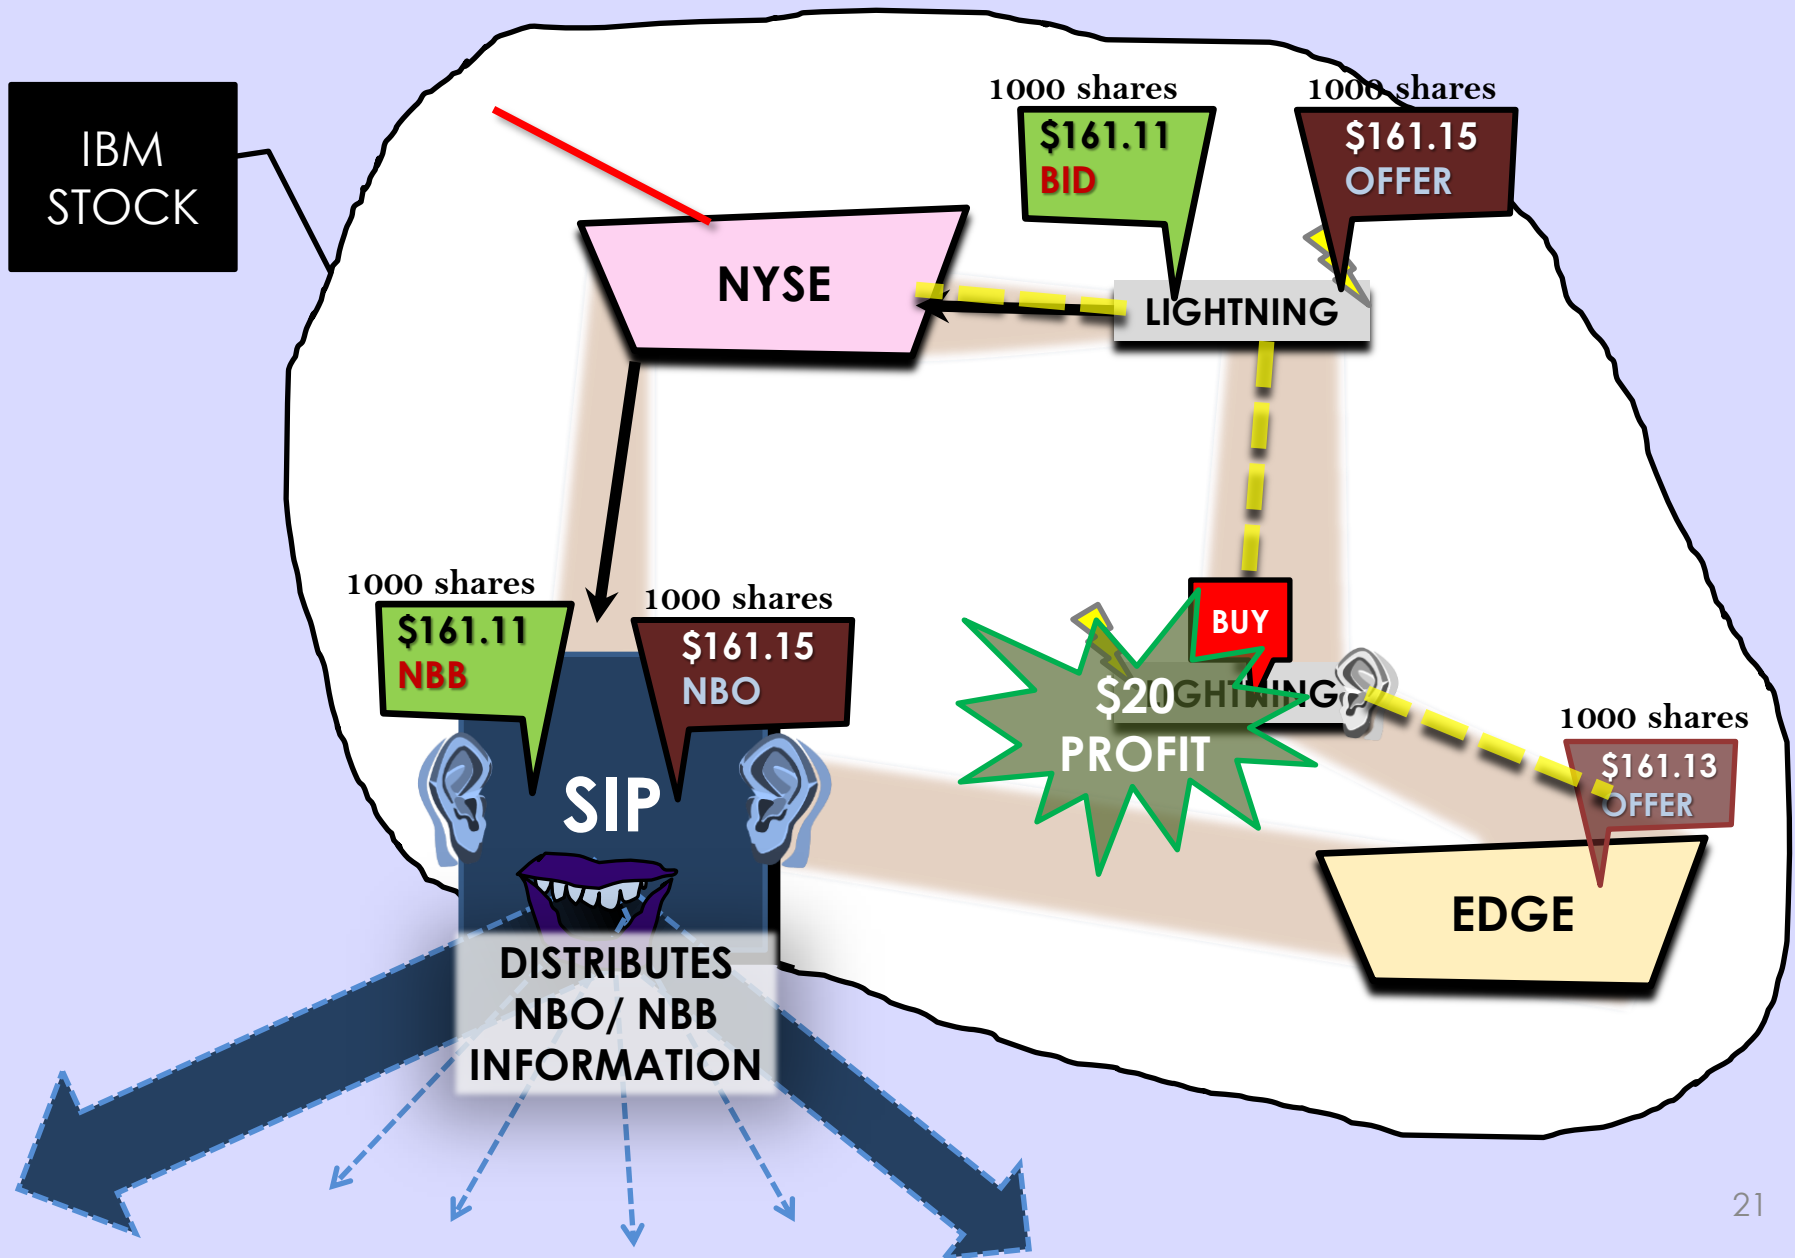 IBM
STOCK
1000 shares
$161.11
BID
1000 shares
$161.15
OFFER
NYSE
LIGHTNING
1000 shares
$161.11
NBB
1000 shares
$161.15
NBO
BUY
LIGHTNING
$20
PROFIT
1000 shares
$161.13
OFFER
SIP
EDGE
DISTRIBUTES
NBO/ NBB
INFORMATION
21